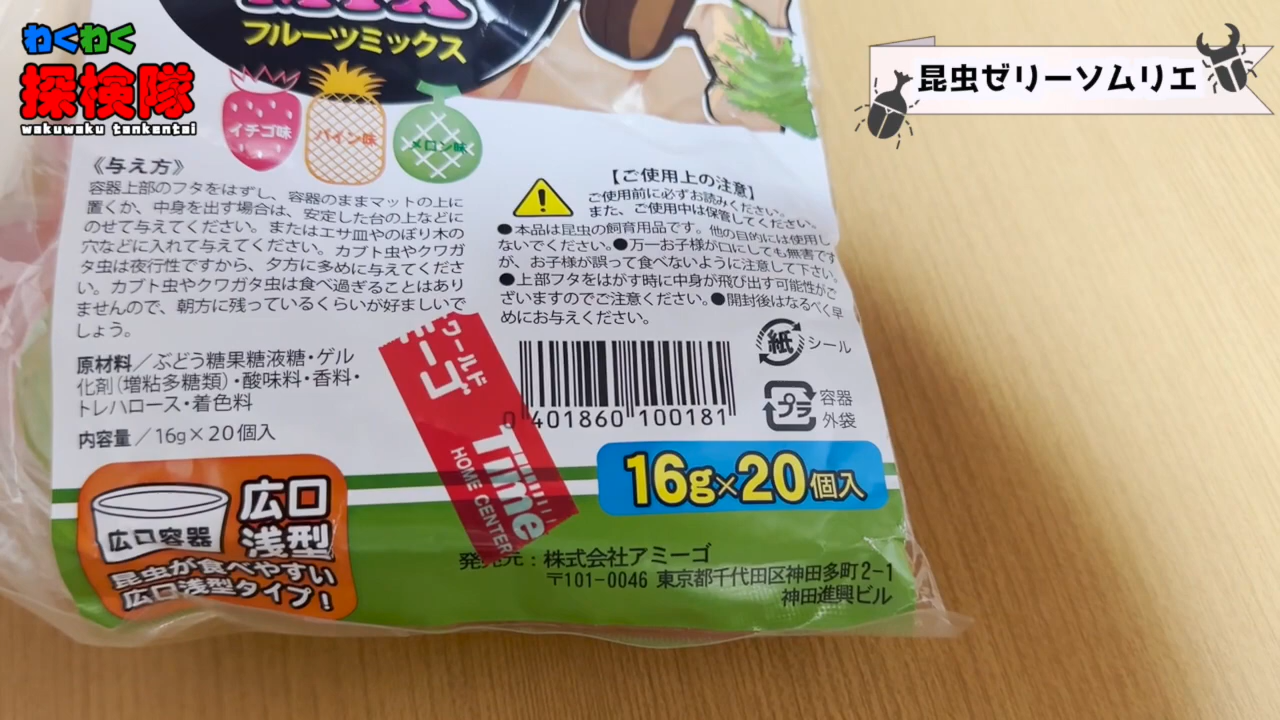 わくわく
探検隊
wakuwaku tankentai
昆虫ゼリーソムリエ
MIX
フルーツミックス
イチゴ味
パイン味
メロン味
《与え方》
容器上部のフタをはずし、容器のままマットの上に
置くか、中身を出す場合は、安定した台の上などに
のせて与えてください。またはエサ皿やのぼり木の
穴などに入れて与えてください。カブト虫やクワガ
タ虫は夜行性ですから、夕方に多めに与えてくださ
い。カブト虫やクワガタ虫は食べ過ぎることはあり
ませんので、朝方に残っているくらいが好ましいで
しょう。
原材料／ぶどう糖果糖液糖・ゲル
化剤（増粘多糖類）・酸味料・香料・
トレハロース・着色料
内容量／16g×20個入
【ご使用上の注意】
ご使用前に必ずお読みください。
また、ご使用中は保管してください。
●本品は昆虫の飼育用品です。他の目的には使用し
ないでください。●万一お子様が口にしても無害です
が、お子様が誤って食べないように注意して下さい。
●上部フタをはがす時に中身が飛び出す可能性がご
ざいますのでご注意ください。●開封後はなるべく早
めにお与えください。
紙
シール
プラ
容器
外袋
0 401860 100181
ワールド
Time
HOME CENTER
16g×20個入
広口容器
広口
浅型
昆虫が食べやすい
広口浅型タイプ！
発売元：株式会社アミーゴ
〒101-0046 東京都千代田区神田多町2-1
神田進興ビル